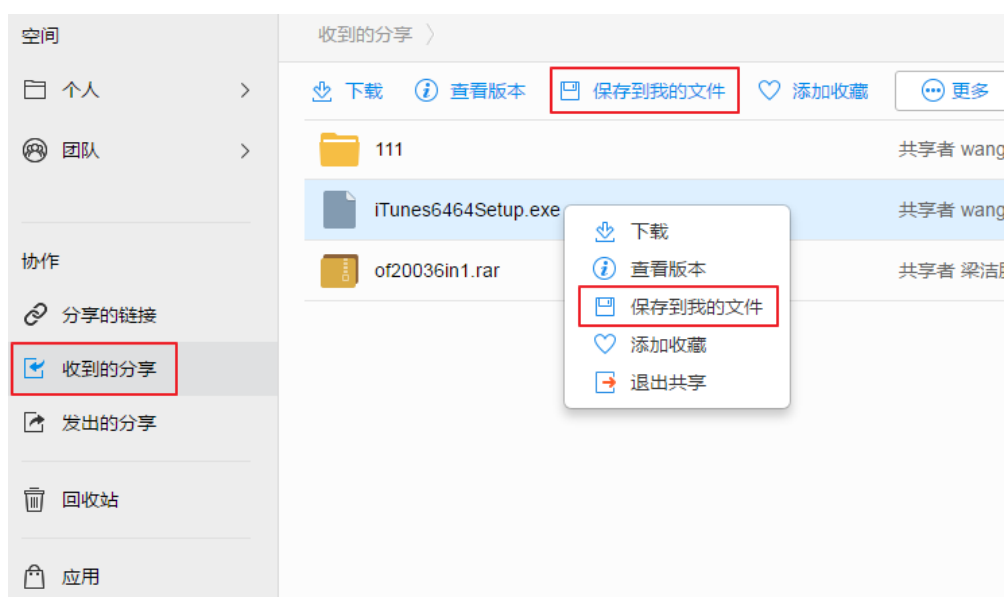 空间
个人
团队
协作
分享的链接
收到的分享
发出的分享
回收站
应用
收到的分享
下载 查看版本 保存到我的文件 添加收藏 更多
111 共享者 wang
iTunes6464Setup.exe 共享者 wang
of20036in1.rar 共享者 梁洁
下载
查看版本
保存到我的文件
添加收藏
退出共享